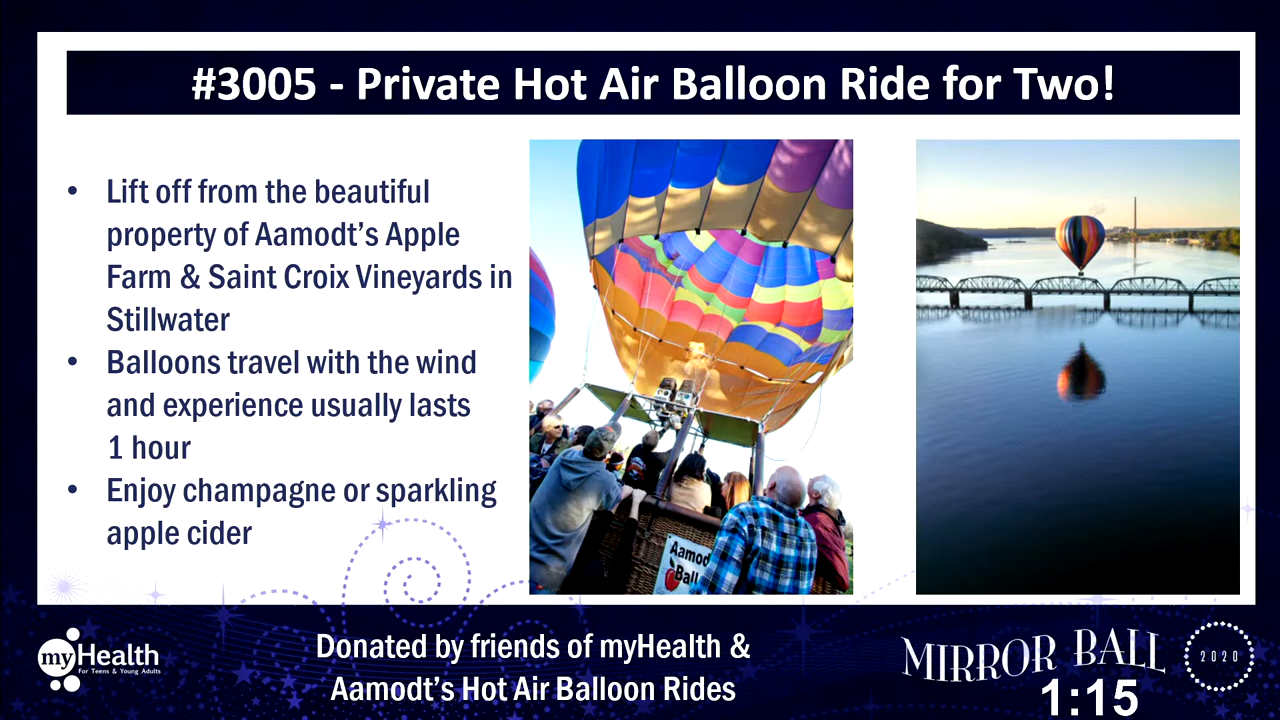 #3005 - Private Hot Air Balloon Ride for Two!
• Lift off from the beautiful
property of Aamodt's Apple
Farm & Saint Croix Vineyards in
Stillwater
• Balloons travel with the wind
and experience usually lasts
1 hour
• Enjoy champagne or sparkling
apple cider
Aamod
Ball
myHealth
For Teens & Young Adults
Donated by friends of myHealth &
Aamodt's Hot Air Balloon Rides
MIRROR BALL
2020
1:15